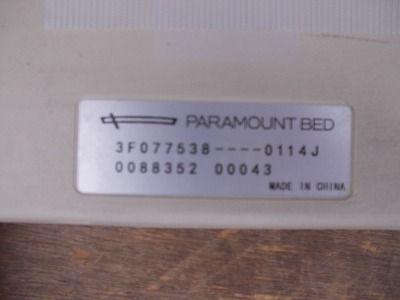 PARAMOUNT BED
3F077538----0114J
0088352 00043
MADE IN CHINA